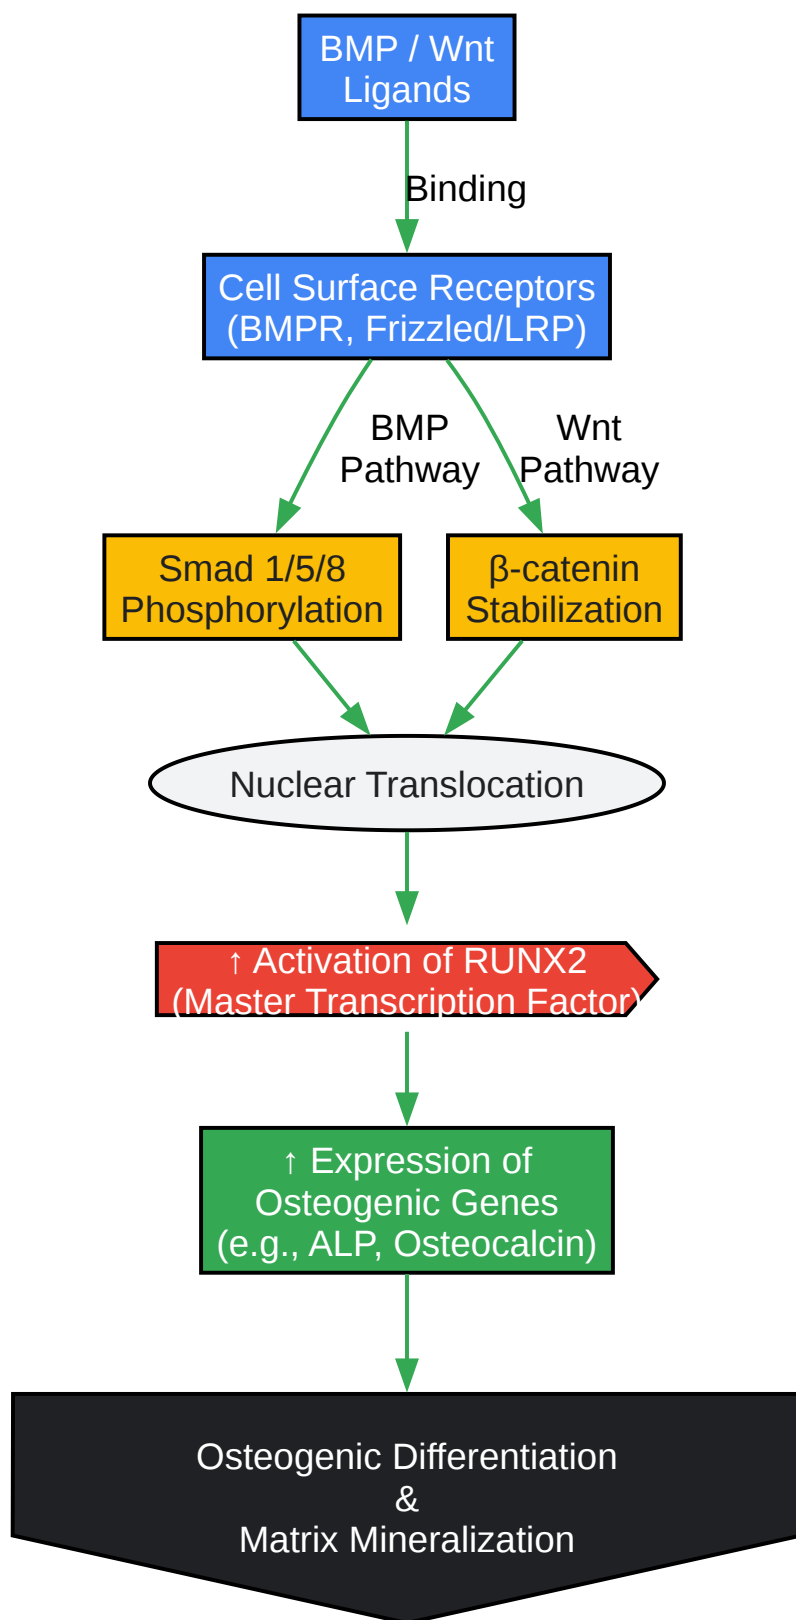 BMP / Wnt
Ligands
Binding
Cell Surface Receptors
(BMPR, Frizzled/LRP)
BMP
Pathway
Wnt
Pathway
Smad 1/5/8
Phosphorylation
β-catenin
Stabilization
Nuclear Translocation
↑ Activation of RUNX2
(Master Transcription Factor)
↑ Expression of
Osteogenic Genes
(e.g., ALP, Osteocalcin)
Osteogenic Differentiation
&
Matrix Mineralization